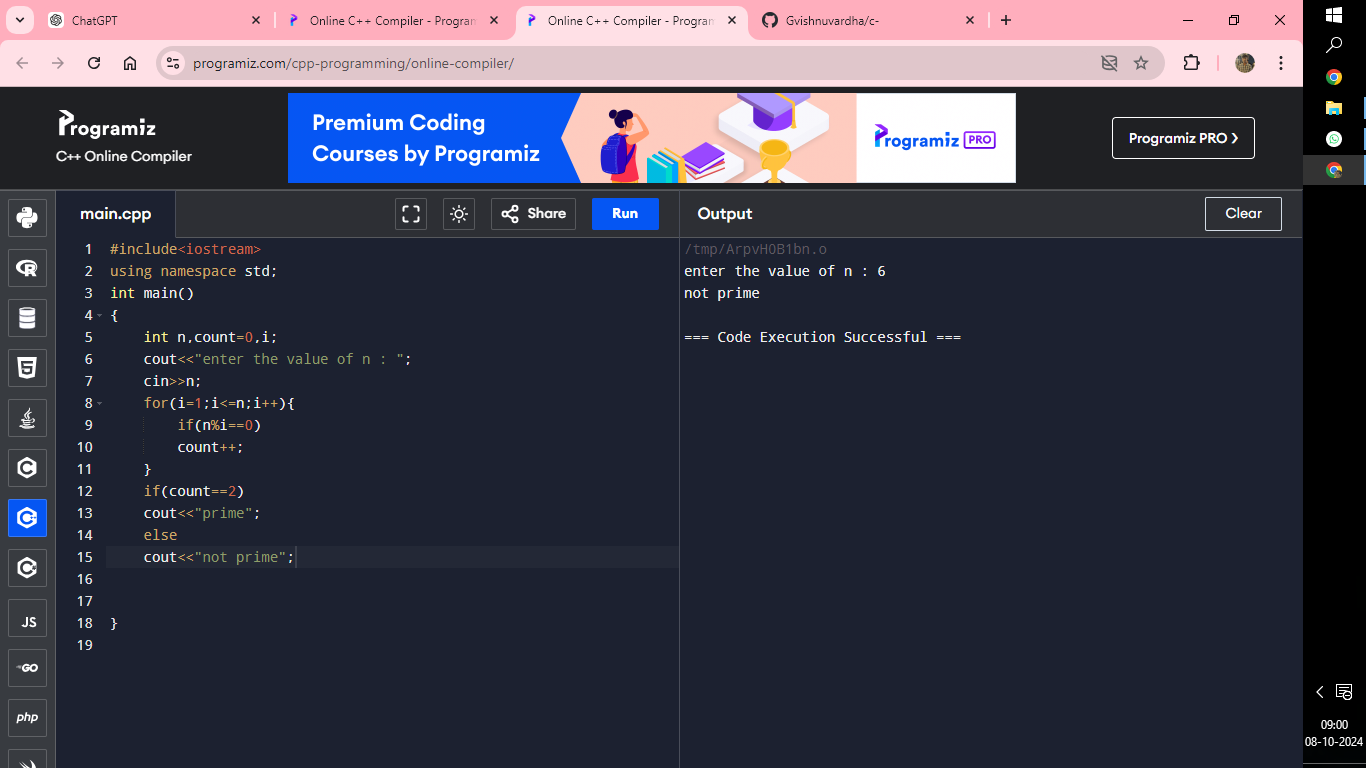 ChatGPT
Online C++ Compiler - Program
Online C++ Compiler - Program
Gvishnuvardha/c-
programiz.com/cpp-programming/online-compiler/
Programiz
C++ Online Compiler
Premium Coding
Courses by Programiz
Programiz PRO
Programiz PRO ❯
main.cpp
Share
Run
Output
Clear
1 #include<iostream>
2 using namespace std;
3 int main()
4 {
5     int n,count=0,i;
6     cout<<"enter the value of n : ";
7     cin>>n;
8     for(i=1;i<=n;i++){
9         if(n%i==0)
10         count++;
11     }
12     if(count==2)
13     cout<<"prime";
14     else
15     cout<<"not prime";
16
17
18 }
19
/tmp/ArpvH0B1bn.o
enter the value of n : 6
not prime
=== Code Execution Successful ===
R
5
C
C
C
JS
GO
php
09:00
08-10-2024